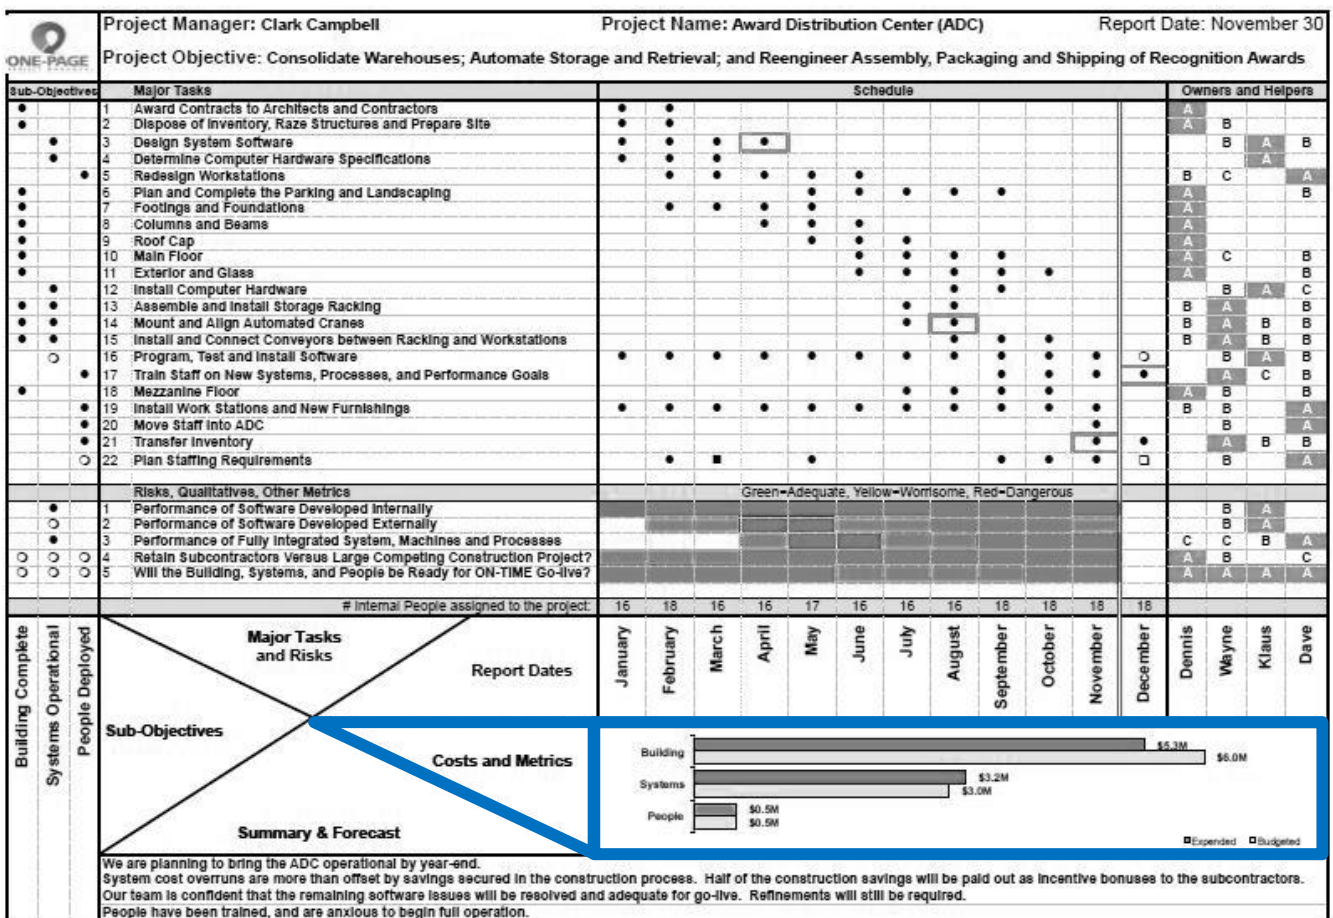 Project Manager: Clark Campbell Project Name: Award Distribution Center (ADC) Report Date: November 30
ONE-PAGE
Project Objective: Consolidate Warehouses; Automate Storage and Retrieval; and Reengineer Assembly, Packaging and Shipping of Recognition Awards
Sub-Objectives Major Tasks Schedule Owners and Helpers
1 Award Contracts to Architects and Contractors A
2 Dispose of Inventory, Raze Structures and Prepare Site A B
3 Design System Software B A B
4 Determine Computer Hardware Specifications A
5 Redesign Workstations B C A
6 Plan and Complete the Parking and Landscaping A B
7 Footings and Foundations A
8 Columns and Beams A
9 Roof Cap A
10 Main Floor A C B
11 Exterior and Glass A B
12 Install Computer Hardware B A C
13 Assemble and Install Storage Racking B A B
14 Mount and Align Automated Cranes B A B B
15 Install and Connect Conveyors between Racking and Workstations B A B B
16 Program, Test and Install Software B A B
17 Train Staff on New Systems, Processes, and Performance Goals A C B
18 Mezzanine Floor A B B
19 Install Work Stations and New Furnishings B B A
20 Move Staff into ADC B A
21 Transfer Inventory A B B
22 Plan Staffing Requirements B A
Risks, Qualitatives, Other Metrics Green=Adequate, Yellow=Worrisome, Red=Dangerous
1 Performance of Software Developed Internally B A
2 Performance of Software Developed Externally B A
3 Performance of Fully Integrated System, Machines and Processes C C B A
4 Retain Subcontractors Versus Large Competing Construction Project? A B C
5 Will the Building, Systems, and People be Ready for ON-TIME Go-live? A A A A
# Internal People assigned to the project: 16 18 16 16 17 16 16 16 18 18 18 18
Building Complete
Systems Operational
People Deployed
Major Tasks
and Risks
Report Dates
Sub-Objectives
Costs and Metrics
Summary & Forecast
January
February
March
April
May
June
July
August
September
October
November
December
Dennis
Wayne
Klaus
Dave
Building $5.3M
$6.0M
Systems $3.2M
$3.0M
People $0.5M
$0.5M
Expended Budgeted
We are planning to bring the ADC operational by year-end.
System cost overruns are more than offset by savings secured in the construction process. Half of the construction savings will be paid out as incentive bonuses to the subcontractors.
Our team is confident that the remaining software issues will be resolved and adequate for go-live. Refinements will still be required.
People have been trained, and are anxious to begin full operation.